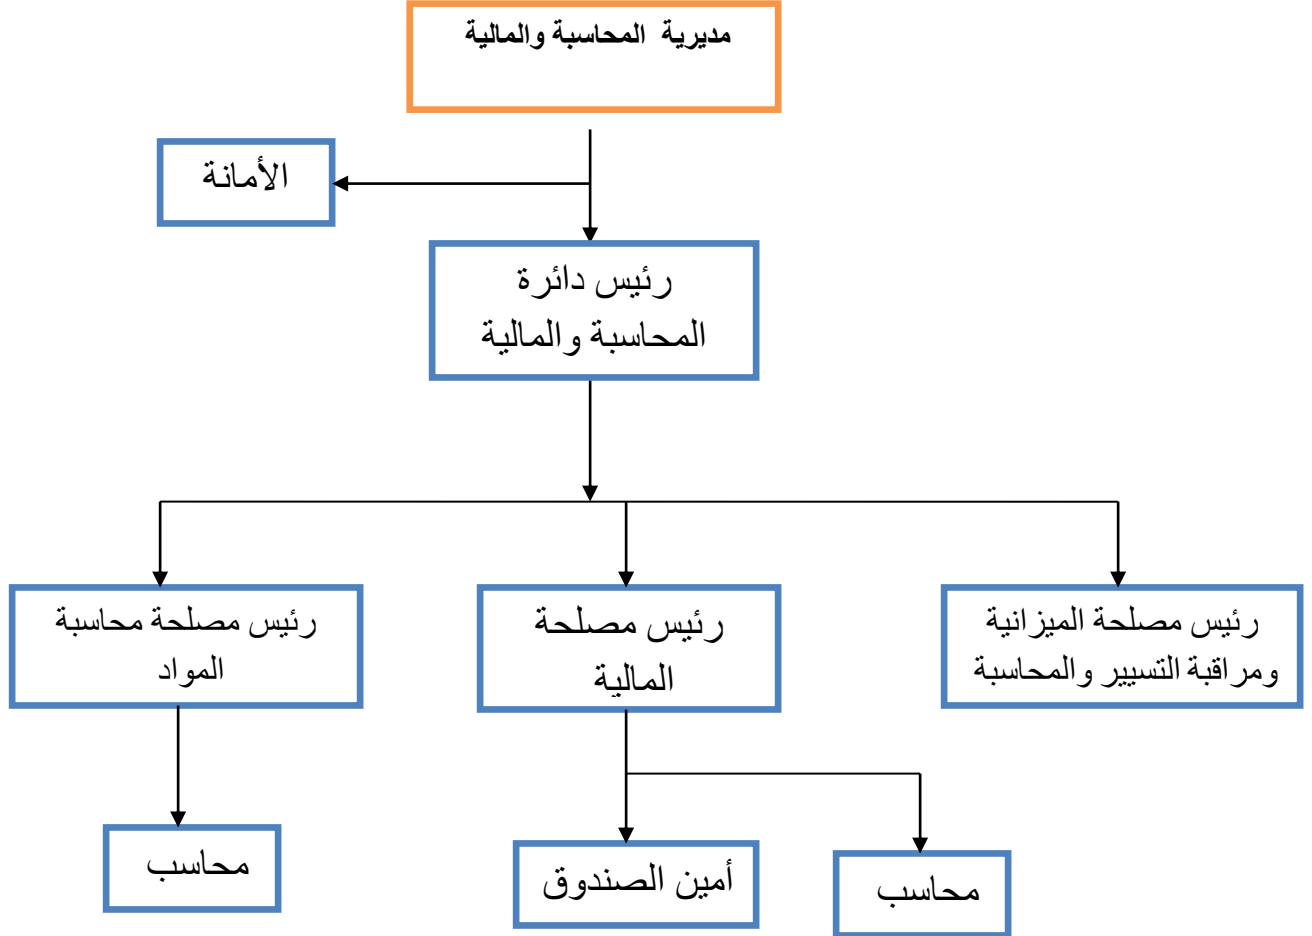 مديرية المحاسبة والمالية
الأمانة
رئيس دائرة
المحاسبة والمالية
رئيس مصلحة الميزانية
ومراقبة التسيير والمحاسبة
رئيس مصلحة
المالية
رئيس مصلحة محاسبة
المواد
محاسب
أمين الصندوق
محاسب